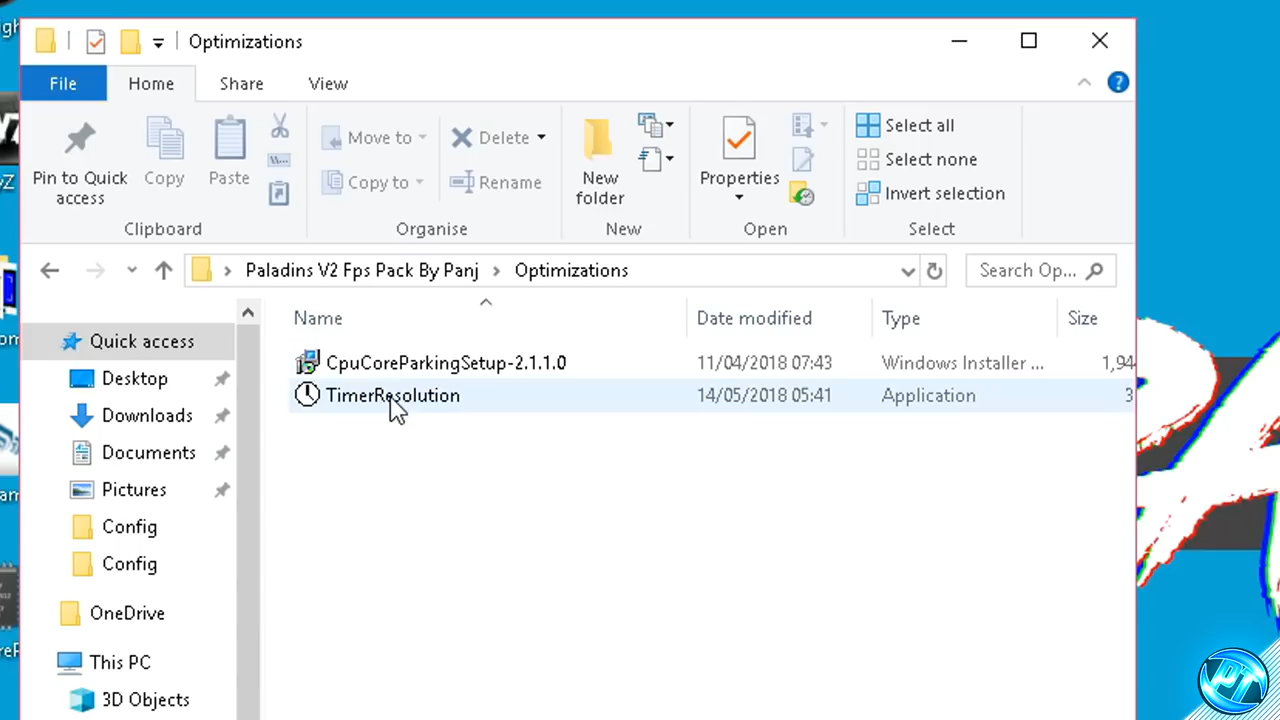 Optimizations
File Home Share View
Pin to Quick access
Copy
Paste
Clipboard
Move to
Copy to
Delete
Rename
Organise
New folder
New
Properties
Open
Select all
Select none
Invert selection
Select
Paladins V2 Fps Pack By Panj > Optimizations
Search Op...
Name Date modified Type Size
CpuCoreParkingSetup-2.1.1.0 11/04/2018 07:43 Windows Installer ... 1,94
TimerResolution 14/05/2018 05:41 Application 3
Quick access
Desktop
Downloads
Documents
Pictures
Config
Config
OneDrive
This PC
3D Objects
PT